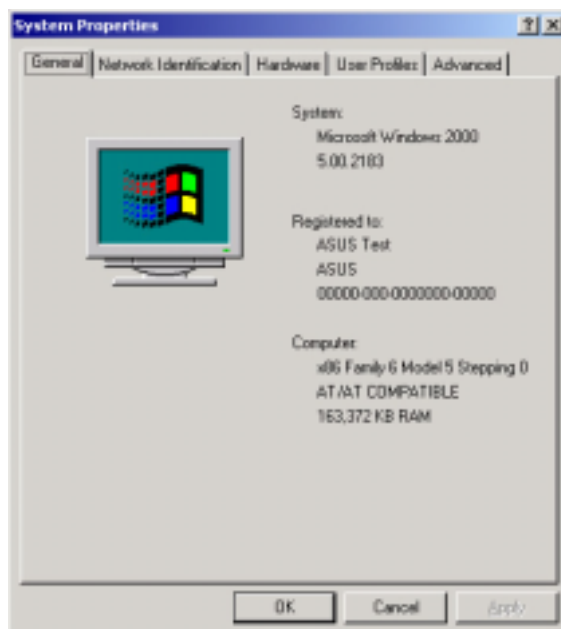 System Properties
General Network Identification Hardware User Profiles Advanced
System:
Microsoft Windows 2000
5.00.2183
Registered to:
ASUS Test
ASUS
00000-000-0000000-00000
Computer:
x86 Family 6 Model 5 Stepping 0
AT/AT COMPATIBLE
163,372 KB RAM
OK Cancel Apply